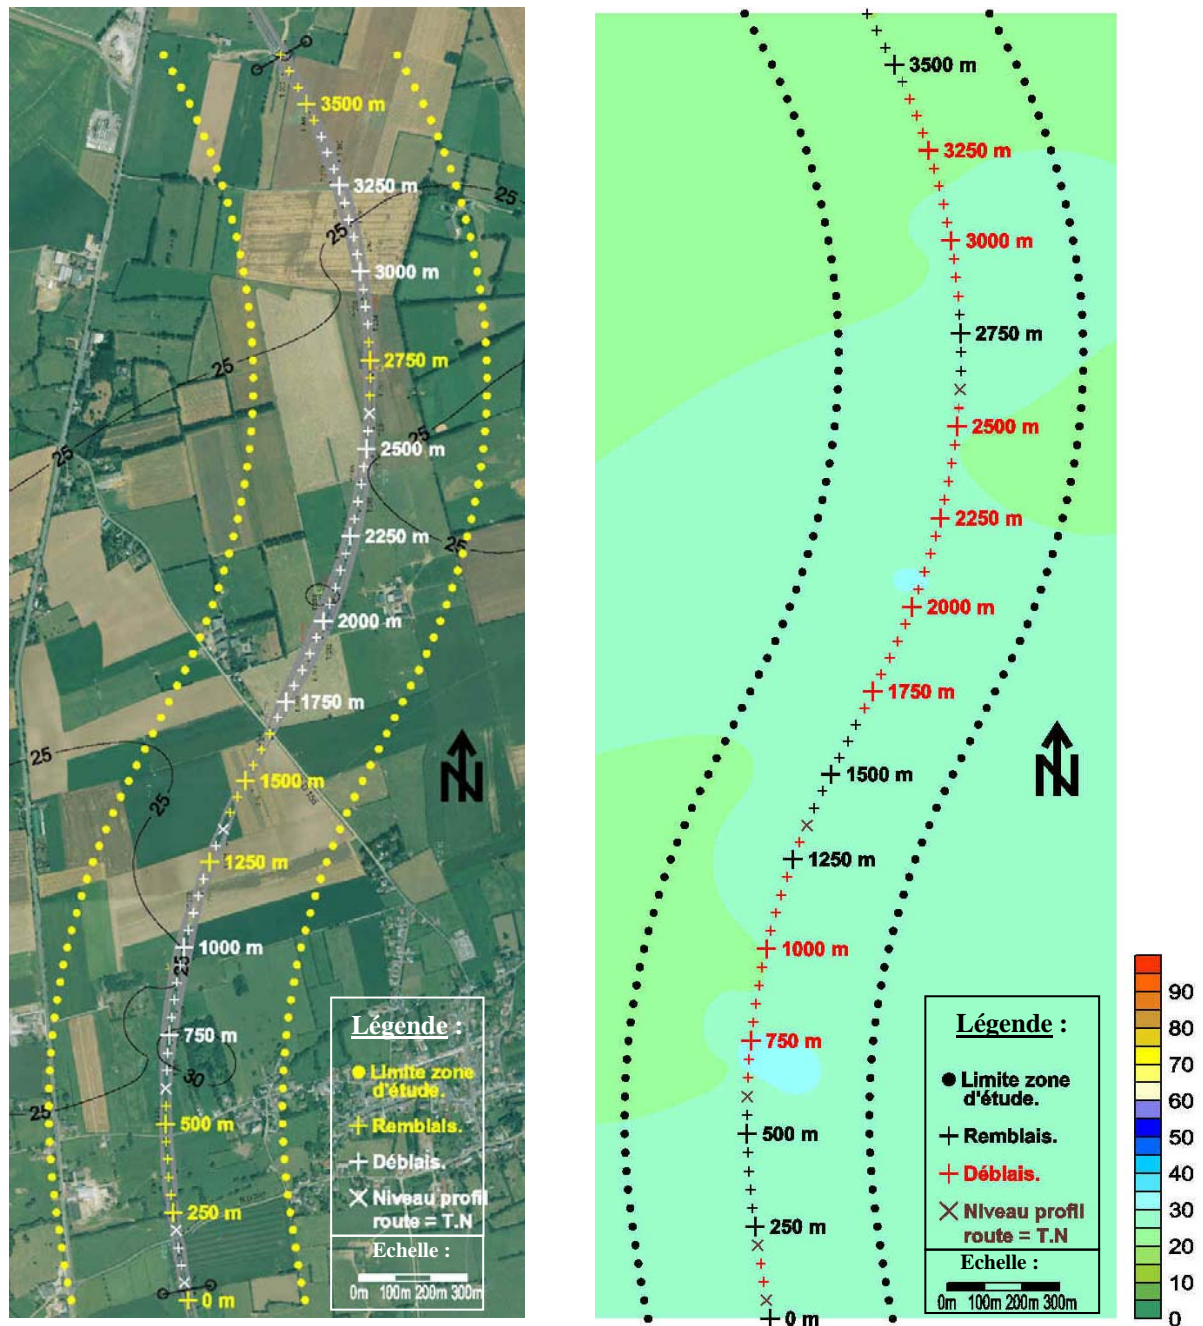 3500 m
3250 m
25
25
3000 m
25
2750 m
25
25
2500 m
2250 m
25
2000 m
1750 m
25
1500 m
25
1250 m
1000 m
25
750 m
30
25
500 m
250 m
0 m
Légende :
Limite zone
d'étude.
Remblais.
Déblais.
Niveau profil
route = T.N
Echelle :
0m 100m 200m 300m
N
3500 m
3250 m
3000 m
2750 m
2500 m
2250 m
2000 m
1750 m
1500 m
1250 m
1000 m
750 m
500 m
250 m
0 m
N
Légende :
Limite zone
d'étude.
Remblais.
Déblais.
Niveau profil
route = T.N
Echelle :
0m 100m 200m 300m
90
80
70
60
50
40
30
20
10
0